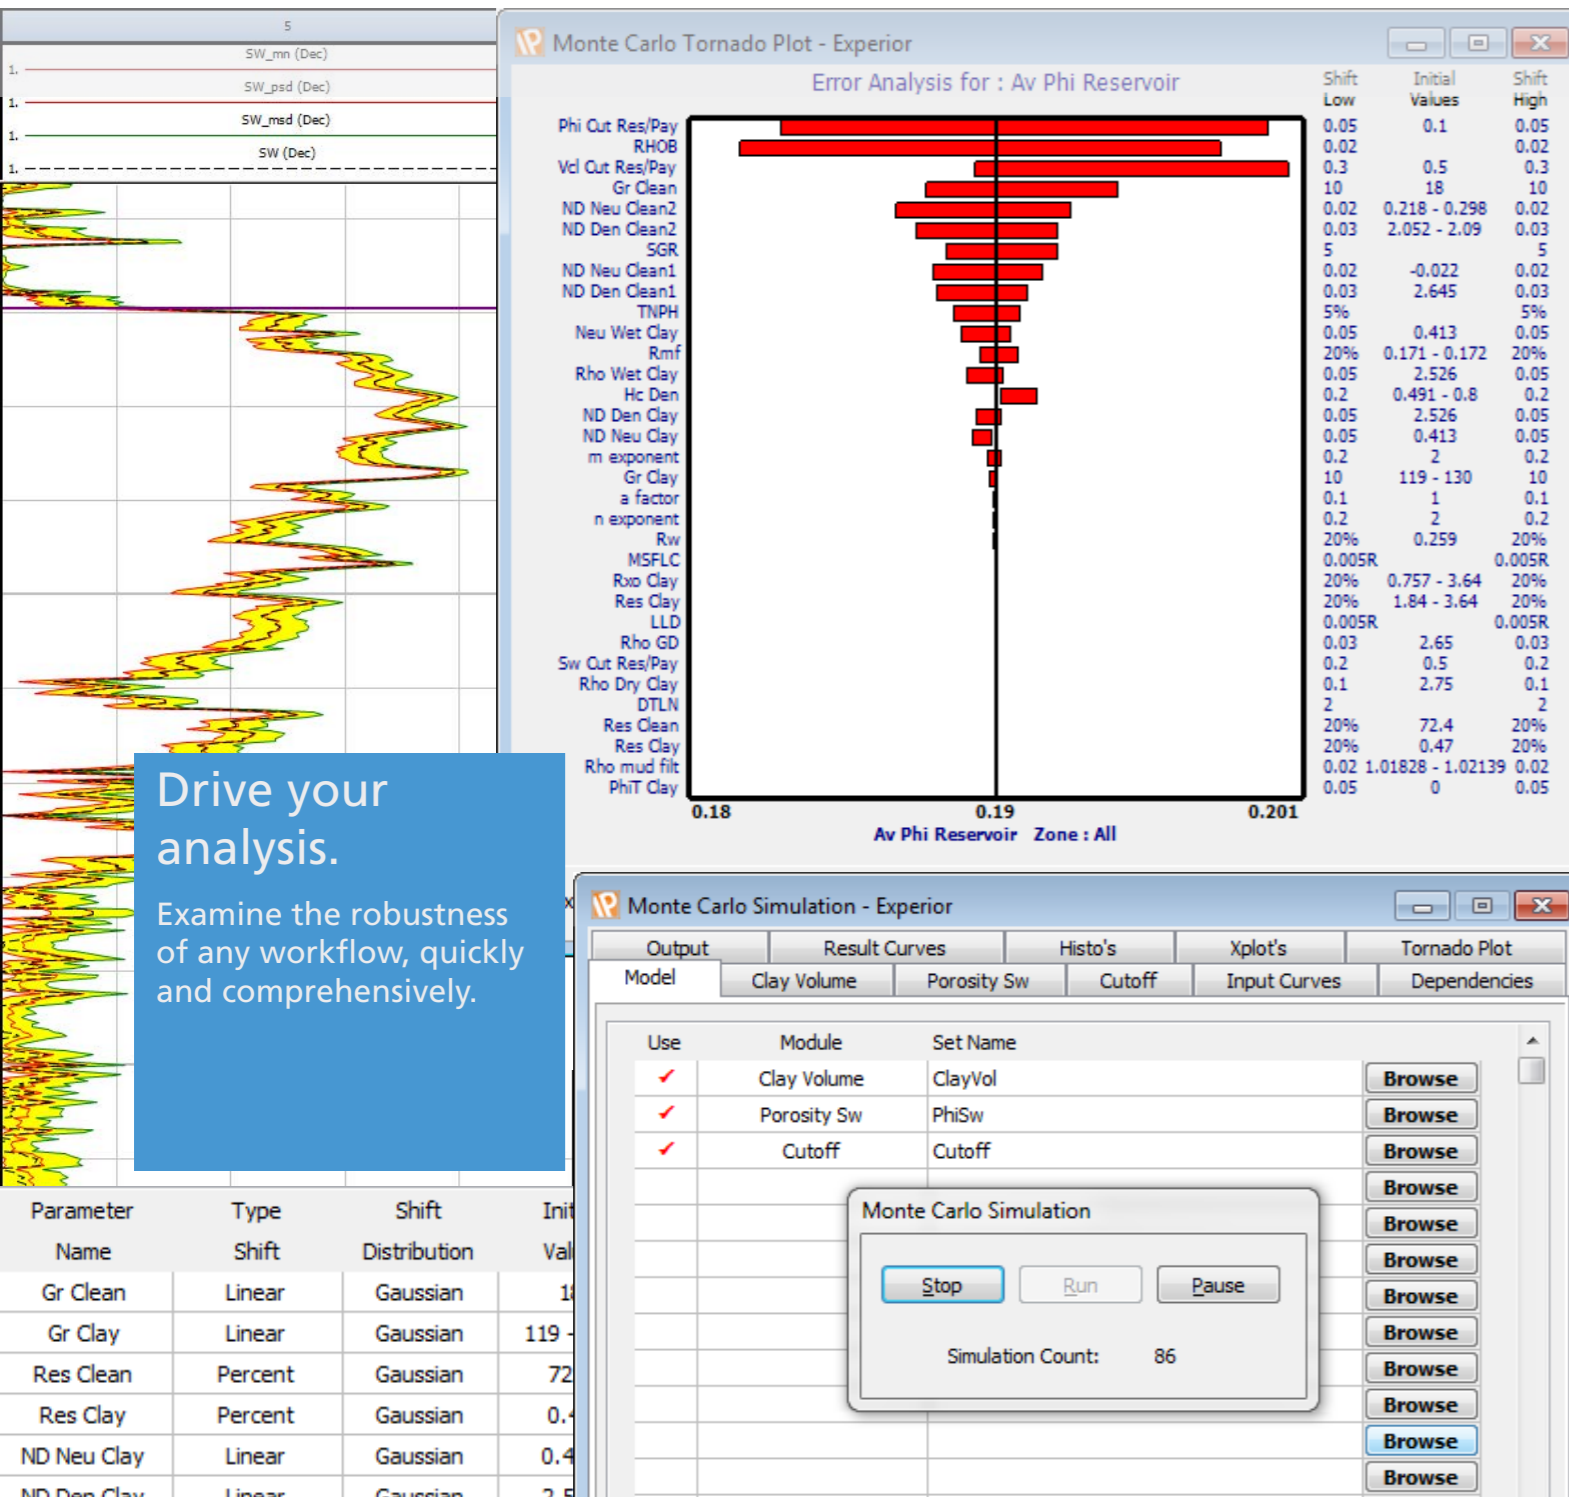 5
SW_mn (Dec)
1.
SW_psd (Dec)
1.
SW_msd (Dec)
1.
SW (Dec)
1.
Monte Carlo Tornado Plot - Experior
Error Analysis for : Av Phi Reservoir
Shift Initial Shift
Low Values High
Phi Cut Res/Pay 0.05 0.1 0.05
RHOB 0.02 0.02
Vcl Cut Res/Pay 0.3 0.5 0.3
Gr Clean 10 18 10
ND Neu Clean2 0.02 0.218 - 0.298 0.02
ND Den Clean2 0.03 2.052 - 2.09 0.03
SGR 5 5
ND Neu Clean1 0.02 -0.022 0.02
ND Den Clean1 0.03 2.645 0.03
TNPH 5% 5%
Neu Wet Clay 0.05 0.413 0.05
Rmf 20% 0.171 - 0.172 20%
Rho Wet Clay 0.05 2.526 0.05
Hc Den 0.2 0.491 - 0.8 0.2
ND Den Clay 0.05 2.526 0.05
ND Neu Clay 0.05 0.413 0.05
m exponent 0.2 2 0.2
Gr Clay 10 119 - 130 10
a factor 0.1 1 0.1
n exponent 0.2 2 0.2
Rw 20% 0.259 20%
MSFLC 0.005R 0.005R
Rxo Clay 20% 0.757 - 3.64 20%
Res Clay 20% 1.84 - 3.64 20%
LLD 0.005R 0.005R
Rho GD 0.03 2.65 0.03
Sw Cut Res/Pay 0.2 0.5 0.2
Rho Dry Clay 0.1 2.75 0.1
DTLN 2 2
Res Clean 20% 72.4 20%
Res Clay 20% 0.47 20%
Rho mud filt 0.02 1.01828 - 1.02139 0.02
PhiT Clay 0.05 0 0.05
0.18 0.19 0.201
Av Phi Reservoir Zone : All
Drive your
analysis.
Examine the robustness
of any workflow, quickly
and comprehensively.
Monte Carlo Simulation - Experior
Output Result Curves Histo's Xplot's Tornado Plot
Model Clay Volume Porosity Sw Cutoff Input Curves Dependencies
Use Module Set Name
✓ Clay Volume ClayVol Browse
✓ Porosity Sw PhiSw Browse
✓ Cutoff Cutoff Browse
Browse
Browse
Browse
Browse
Browse
Browse
Browse
Browse
Browse
Monte Carlo Simulation
Stop Run Pause
Simulation Count: 86
Parameter Type Shift Init
Name Shift Distribution Val
Gr Clean Linear Gaussian 18
Gr Clay Linear Gaussian 119 -
Res Clean Percent Gaussian 72
Res Clay Percent Gaussian 0.4
ND Neu Clay Linear Gaussian 0.4
ND Den Clay Linear Gaussian 2.5